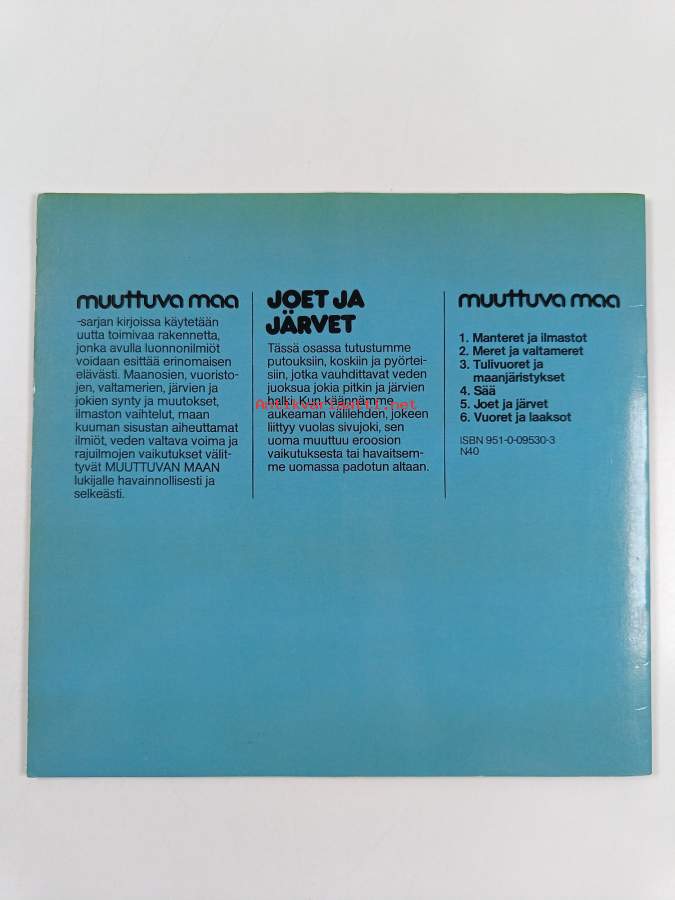 muuttuva maa
-sarjan kirjoissa käytetään
uutta toimivaa rakennetta,
jonka avulla luonnonilmiöt
voidaan esittää erinomaisen
elävästi. Maanosien, vuoristo-
jen, valtamerien, järvien ja
jokien synty ja muutokset,
ilmaston vaihtelut, maan
kuuman sisustan aiheuttamat
ilmiöt, veden valtava voima ja
rajuilmojen vaikutukset välit-
tyvät MUUTTUVAN MAAN
lukijalle havainnollisesti ja
selkeästi.
JOET JA
JÄRVET
Tässä osassa tutustumme
putouksiin, koskiin ja pyörtei-
siin, jotka vauhdittavat veden
juoksua jokia pitkin ja järvien
halki. Kun käännämme
aukeaman välilehden, jokeen
liittyy vuolas sivujoki, sen
uoma muuttuu eroosion
vaikutuksesta tai havaitsem-
me uomassa padotun altaan.
Antikvariaatti.net
muuttuva maa
1. Manteret ja ilmastot
2. Meret ja valtameret
3. Tulivuoret ja
maanjäristykset
4. Sää
5. Joet ja järvet
6. Vuoret ja laaksot
ISBN 951-0-09530-3
N40